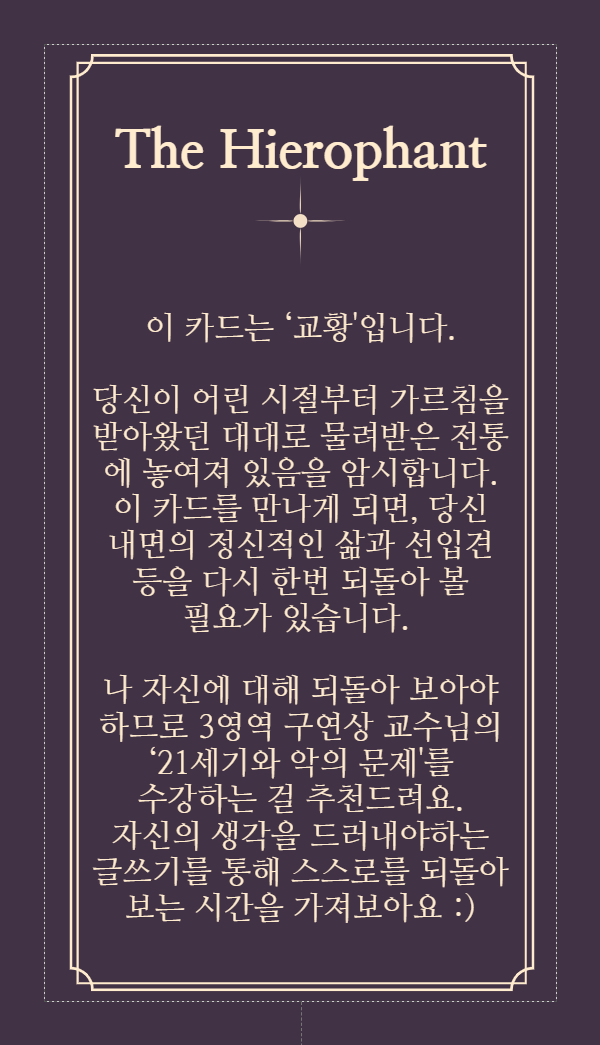 The Hierophant
이 카드는 ‘교황'입니다.
당신이 어린 시절부터 가르침을
받아왔던 대대로 물려받은 전통
에 놓여져 있음을 암시합니다.
이 카드를 만나게 되면, 당신
내면의 정신적인 삶과 선입견
등을 다시 한번 되돌아 볼
필요가 있습니다.
나 자신에 대해 되돌아 보아야
하므로 3영역 구연상 교수님의
‘21세기와 악의 문제'를
수강하는 걸 추천드려요.
자신의 생각을 드러내야하는
글쓰기를 통해 스스로를 되돌아
보는 시간을 가져보아요 :)